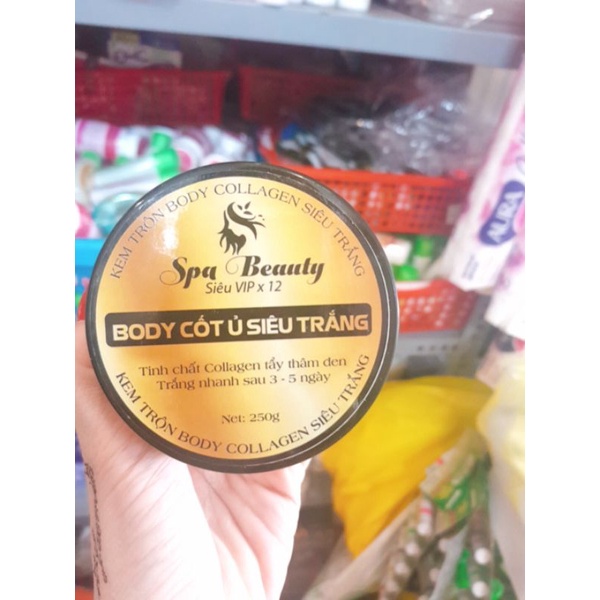 KEM TRỘN BODY COLLAGEN SIÊU TRẮNG
Spa Beauty
Siêu VIP x 12
BODY CỐT Ủ SIÊU TRẮNG
Tinh chất Collagen tẩy thâm đen
Trắng nhanh sau 3 - 5 ngày
Net: 250g
KEM TRỘN BODY COLLAGEN SIÊU TRẮNG
AURA